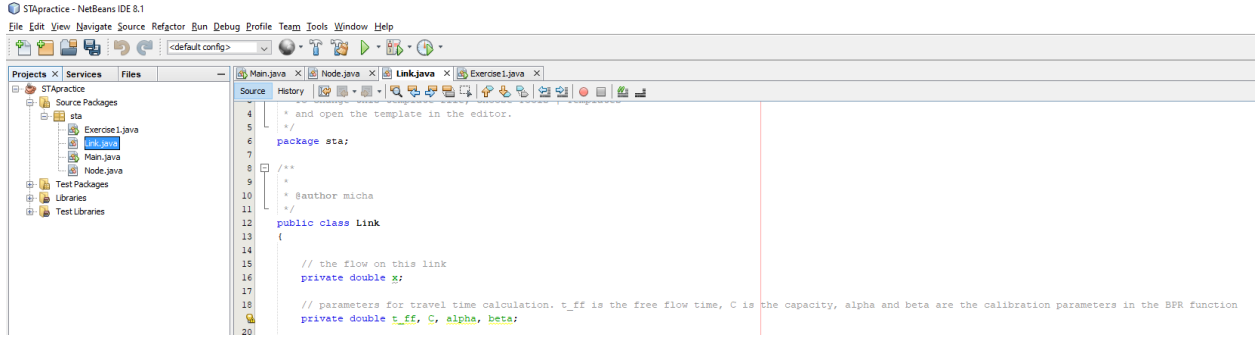 STApractice - NetBeans IDE 8.1
File Edit View Navigate Source Refactor Run Debug Profile Team Tools Window Help
<default config>
Projects Services Files
Main.java Node.java Link.java Exercise1.java
Source History
STApractice
Source Packages
sta
Exercise1.java
Link.java
Main.java
Node.java
Test Packages
Libraries
Test Libraries
4 * and open the template in the editor.
5 */
6 package sta;
7
8 /**
9 *
10 * @author micha
11 */
12 public class Link
13 {
14
15 // the flow on this link
16 private double x;
17
18 // parameters for travel time calculation. t_ff is the free flow time, C is the capacity, alpha and beta are the calibration parameters in the BPR function
private double t_ff, C, alpha, beta;
20